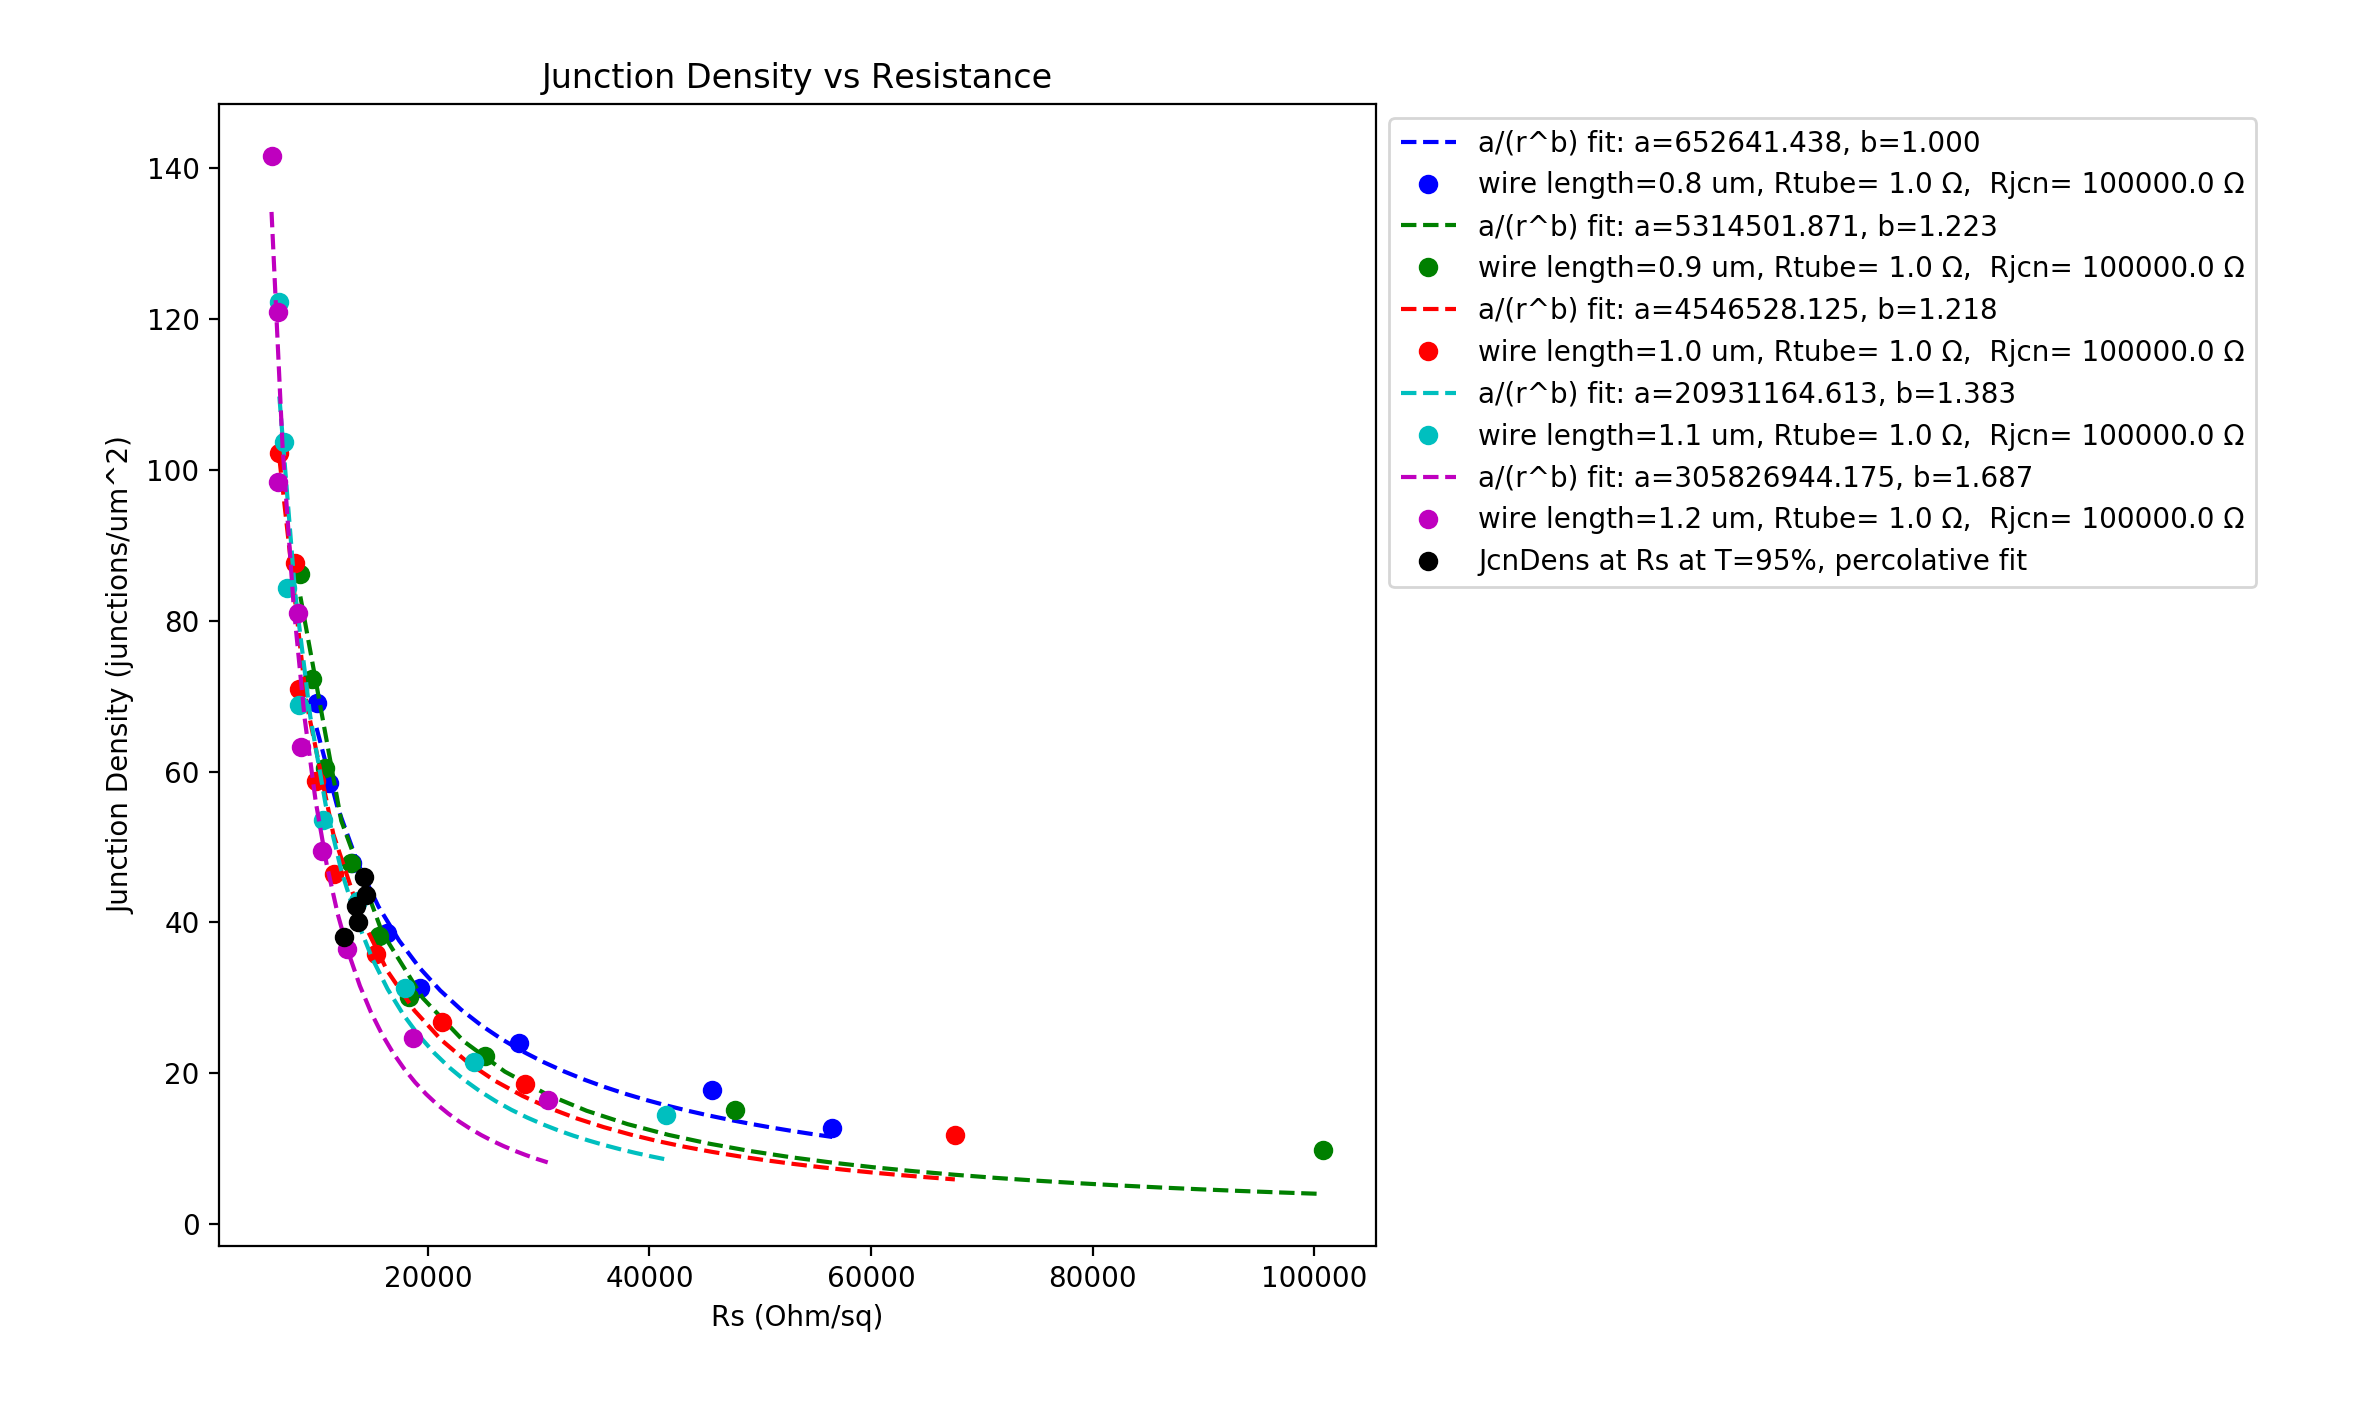 Junction Density vs Resistance
Junction Density (junctions/um^2)
140
120
100
80
60
40
20
0
20000 40000 60000 80000 100000
Rs (Ohm/sq)
a/(r^b) fit: a=652641.438, b=1.000
wire length=0.8 um, Rtube= 1.0 Ω,  Rjcn= 100000.0 Ω
a/(r^b) fit: a=5314501.871, b=1.223
wire length=0.9 um, Rtube= 1.0 Ω,  Rjcn= 100000.0 Ω
a/(r^b) fit: a=4546528.125, b=1.218
wire length=1.0 um, Rtube= 1.0 Ω,  Rjcn= 100000.0 Ω
a/(r^b) fit: a=20931164.613, b=1.383
wire length=1.1 um, Rtube= 1.0 Ω,  Rjcn= 100000.0 Ω
a/(r^b) fit: a=305826944.175, b=1.687
wire length=1.2 um, Rtube= 1.0 Ω,  Rjcn= 100000.0 Ω
JcnDens at Rs at T=95%, percolative fit